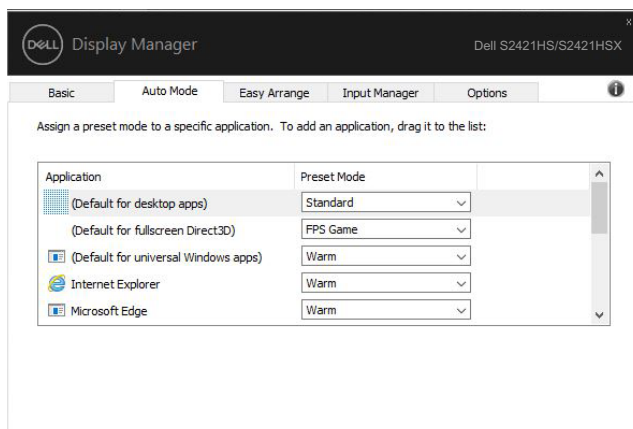 DELL Display Manager Dell S2421HS/S2421HSX
Basic Auto Mode Easy Arrange Input Manager Options
Assign a preset mode to a specific application. To add an application, drag it to the list:
Application Preset Mode
(Default for desktop apps) Standard
(Default for fullscreen Direct3D) FPS Game
(Default for universal Windows apps) Warm
Internet Explorer Warm
Microsoft Edge Warm